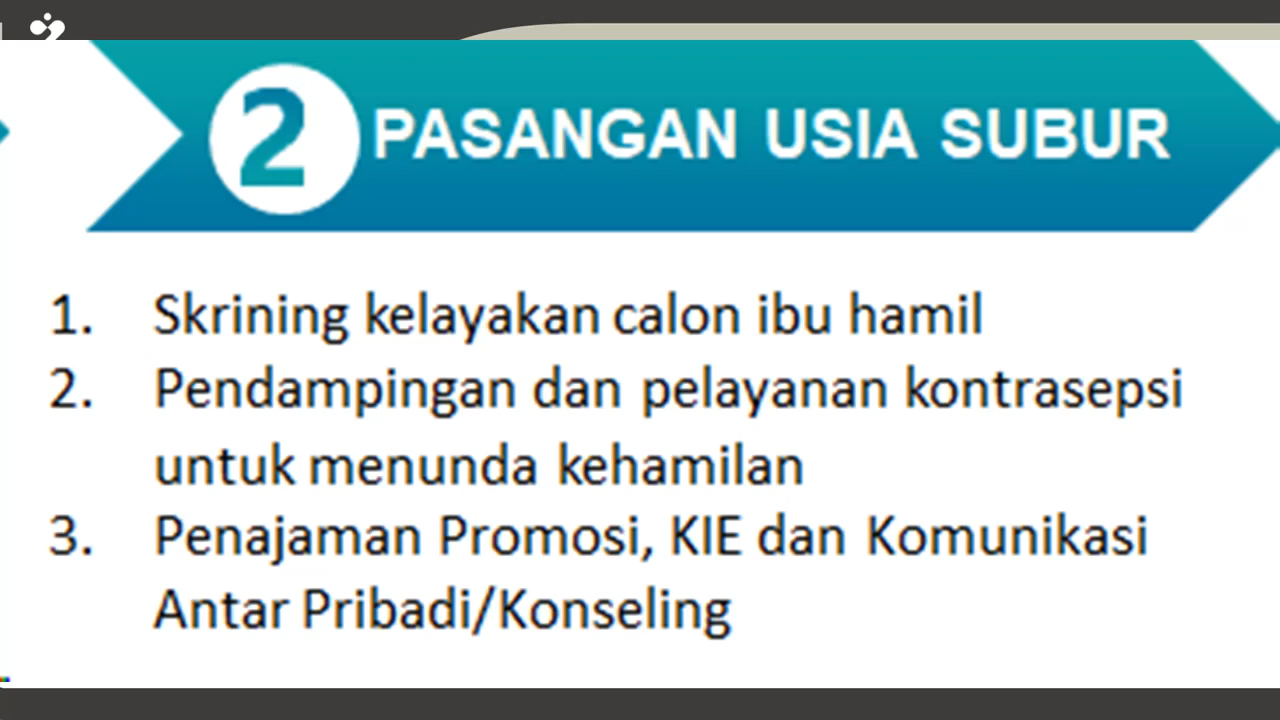 2 PASANGAN USIA SUBUR
1. Skrining kelayakan calon ibu hamil
2. Pendampingan dan pelayanan kontrasepsi
untuk menunda kehamilan
3. Penajaman Promosi, KIE dan Komunikasi
Antar Pribadi/Konseling